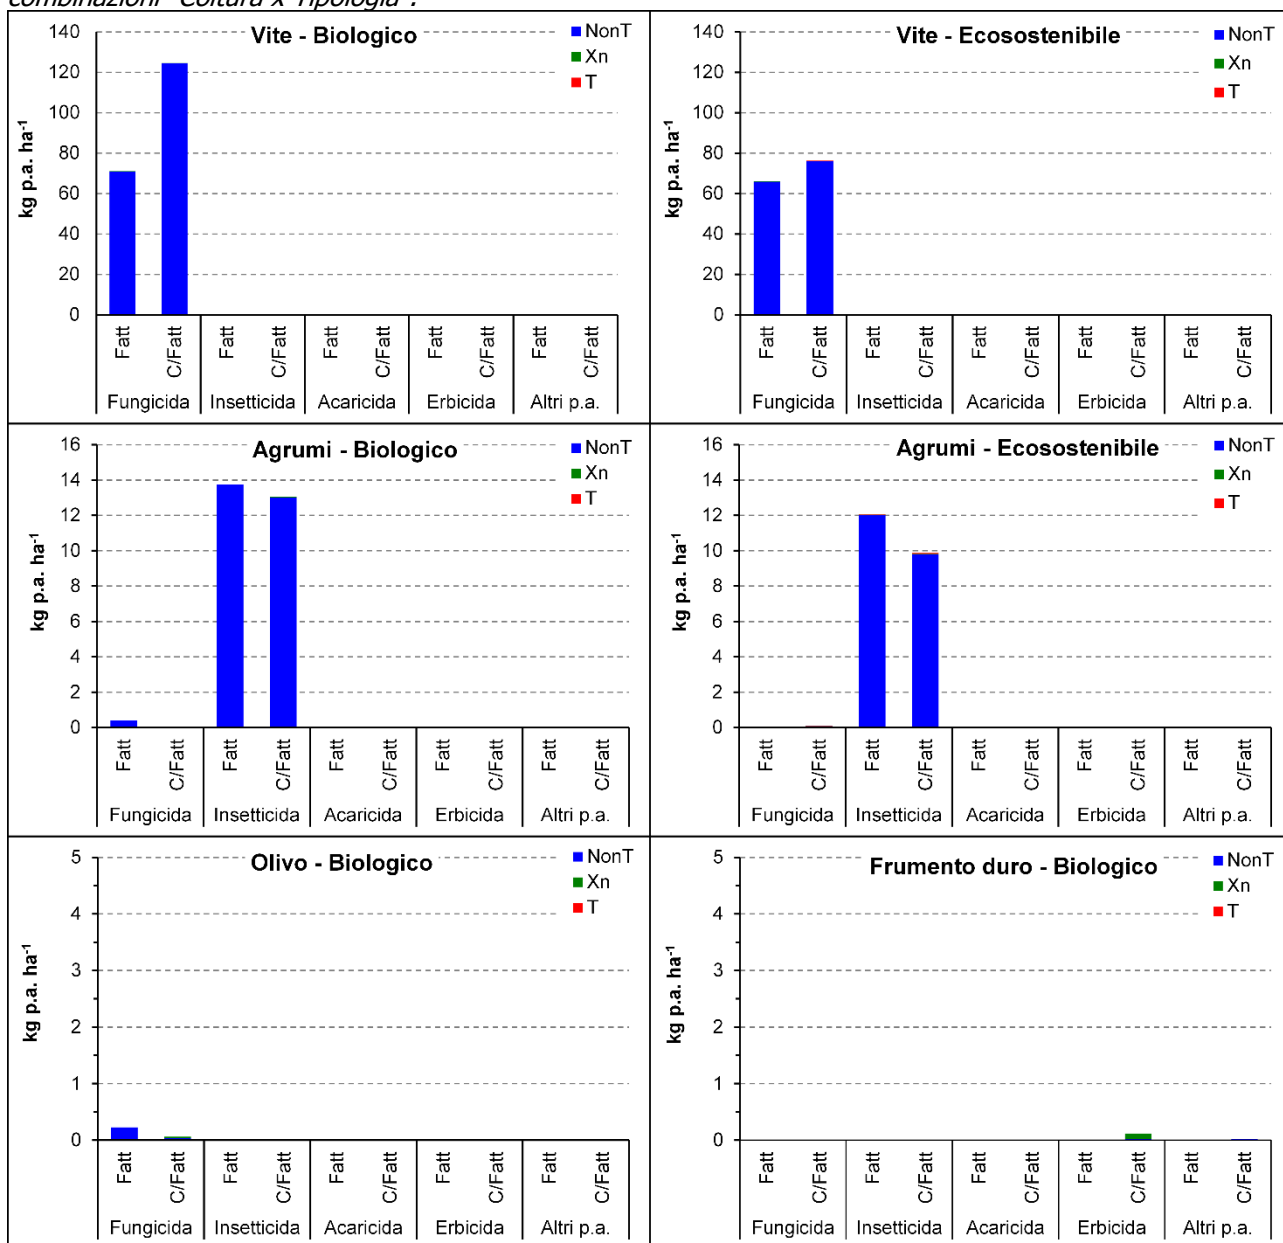 combinazioni "Coltura x Tipologia".
Vite - Biologico
NonT
Xn
T
kg p.a. ha-1
140
120
100
80
60
40
20
0
Fatt C/Fatt Fatt C/Fatt Fatt C/Fatt Fatt C/Fatt Fatt C/Fatt
Fungicida Insetticida Acaricida Erbicida Altri p.a.
Vite - Ecosostenibile
NonT
Xn
T
kg p.a. ha-1
140
120
100
80
60
40
20
0
Fatt C/Fatt Fatt C/Fatt Fatt C/Fatt Fatt C/Fatt Fatt C/Fatt
Fungicida Insetticida Acaricida Erbicida Altri p.a.
Agrumi - Biologico
NonT
Xn
T
kg p.a. ha-1
16
14
12
10
8
6
4
2
0
Fatt C/Fatt Fatt C/Fatt Fatt C/Fatt Fatt C/Fatt Fatt C/Fatt
Fungicida Insetticida Acaricida Erbicida Altri p.a.
Agrumi - Ecosostenibile
NonT
Xn
T
kg p.a. ha-1
16
14
12
10
8
6
4
2
0
Fatt C/Fatt Fatt C/Fatt Fatt C/Fatt Fatt C/Fatt Fatt C/Fatt
Fungicida Insetticida Acaricida Erbicida Altri p.a.
Olivo - Biologico
NonT
Xn
T
kg p.a. ha-1
5
4
3
2
1
0
Fatt C/Fatt Fatt C/Fatt Fatt C/Fatt Fatt C/Fatt Fatt C/Fatt
Fungicida Insetticida Acaricida Erbicida Altri p.a.
Frumento duro - Biologico
NonT
Xn
T
kg p.a. ha-1
5
4
3
2
1
0
Fatt C/Fatt Fatt C/Fatt Fatt C/Fatt Fatt C/Fatt Fatt C/Fatt
Fungicida Insetticida Acaricida Erbicida Altri p.a.